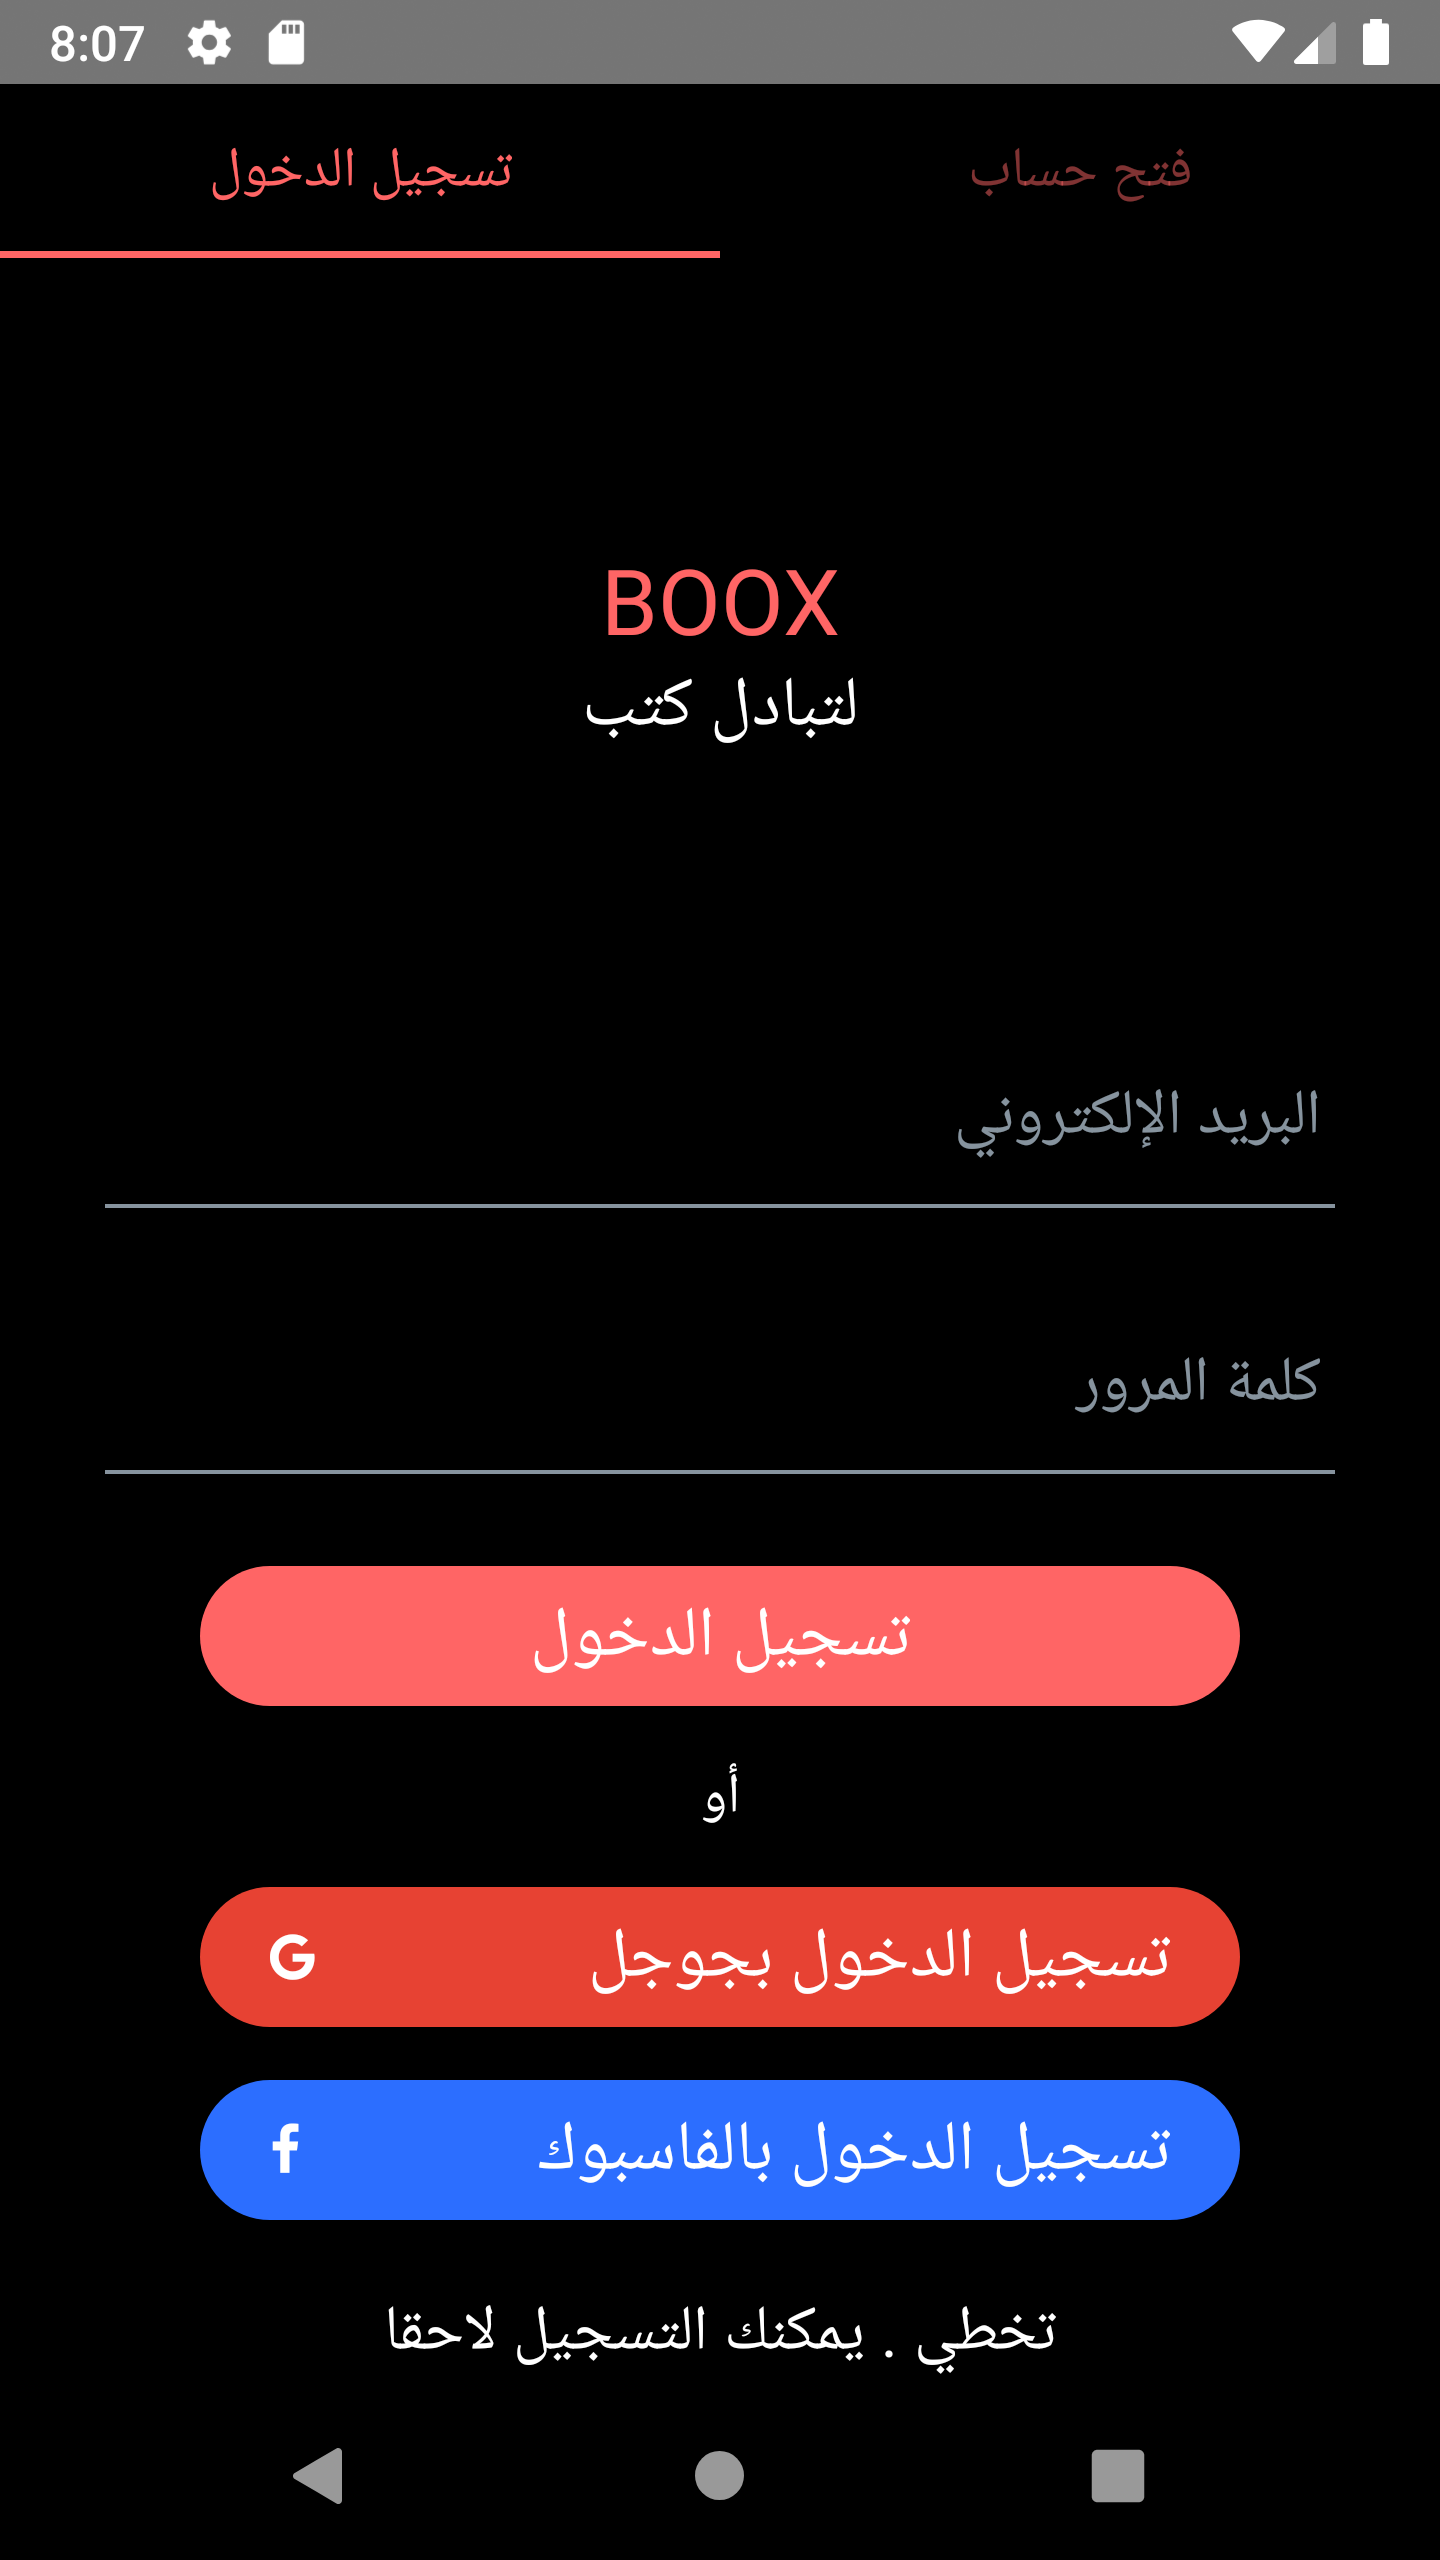 8:07
تسجيل الدخول
فتح حساب
BOOX
لتبادل كتب
البريد الإلكتروني
كلمة المرور
تسجيل الدخول
أو
تسجيل الدخول بجوجل
تسجيل الدخول بالفاسبوك
تخطي . يمكنك التسجيل لاحقا